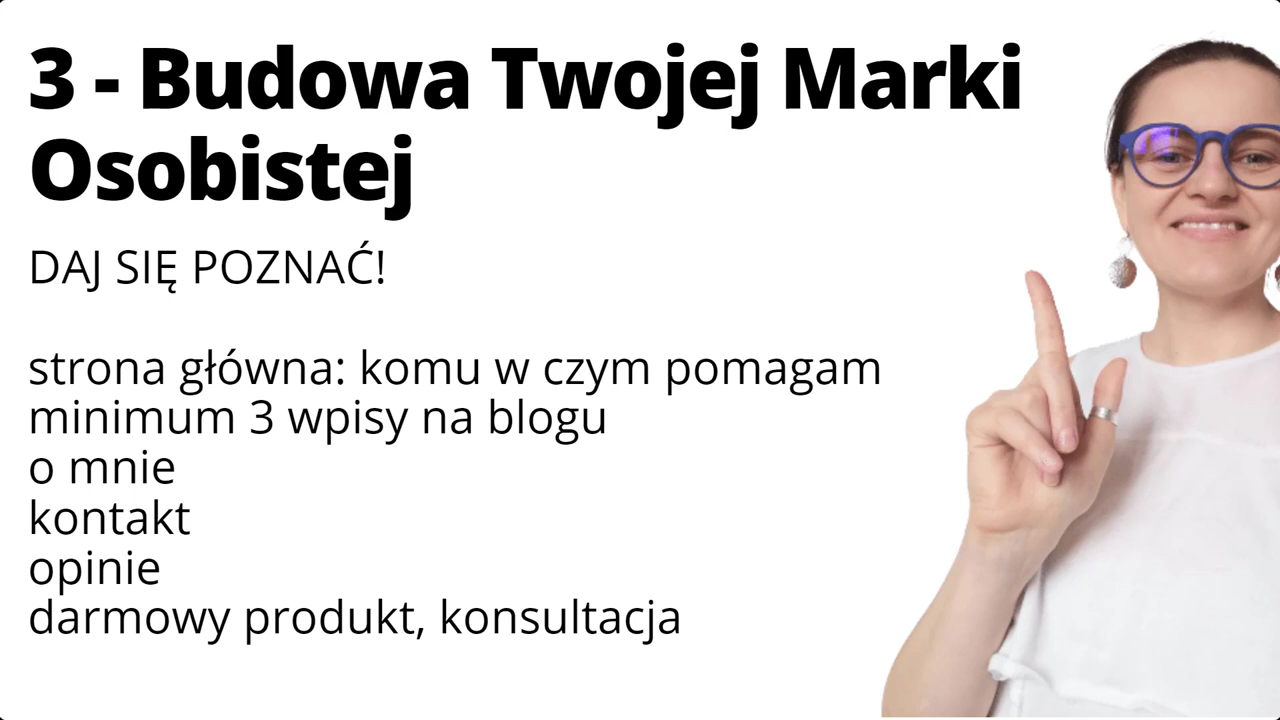 3 - Budowa Twojej Marki
Osobistej
DAJ SIĘ POZNAĆ!
strona główna: komu w czym pomagam
minimum 3 wpisy na blogu
o mnie
kontakt
opinie
darmowy produkt, konsultacja